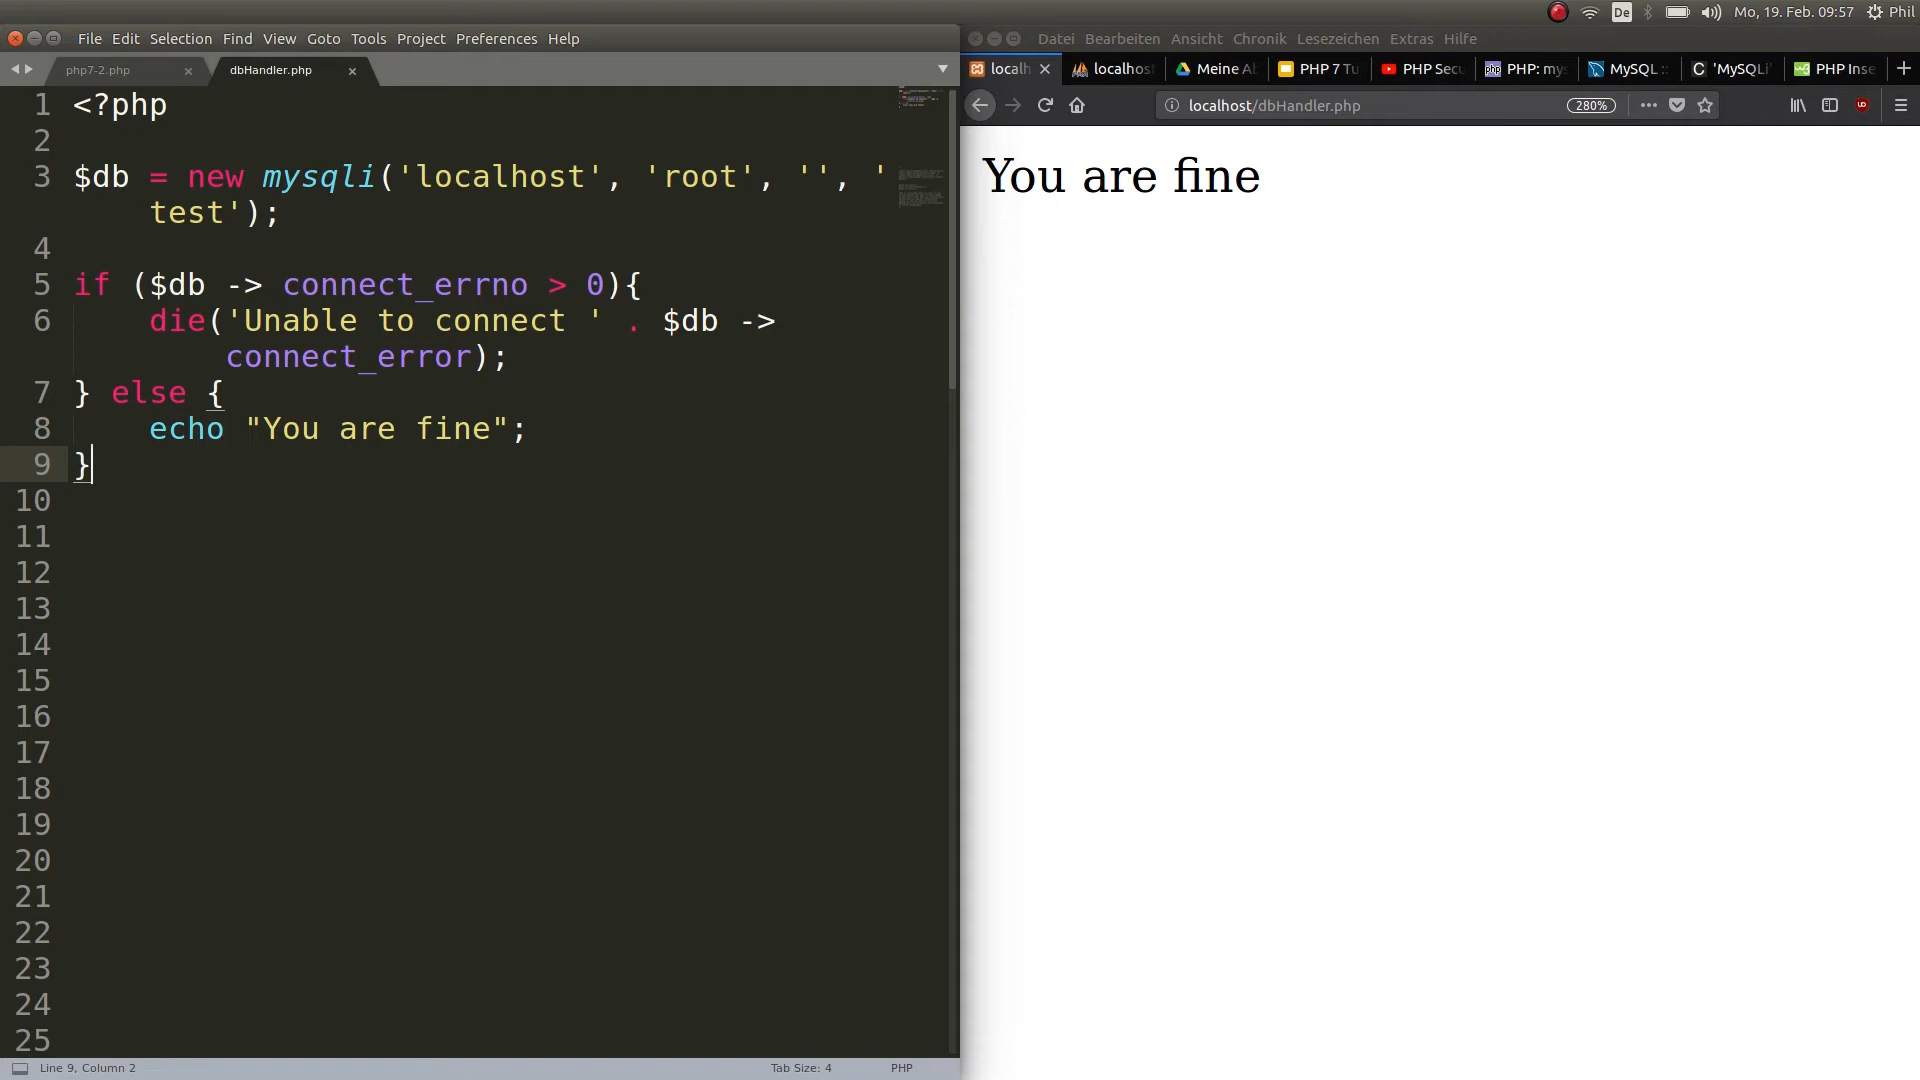 Mo, 19. Feb. 09:57 Phil
De
File Edit Selection Find View Goto Tools Project Preferences Help
php7-2.php dbHandler.php
1 <?php
2
3 $db = new mysqli('localhost', 'root', '', '
test');
4
5 if ($db -> connect_errno > 0){
6 die('Unable to connect ' . $db ->
connect_error);
7 } else {
8 echo "You are fine";
9 }
10
11
12
13
14
15
16
17
18
19
20
21
22
23
24
25
Line 9, Column 2 Tab Size: 4 PHP
Datei Bearbeiten Ansicht Chronik Lesezeichen Extras Hilfe
localh localhos Meine Ab PHP 7 Tu PHP Secu PHP: mys MySQL :: 'MySQLi' PHP Inse
localhost/dbHandler.php 280%
You are fine